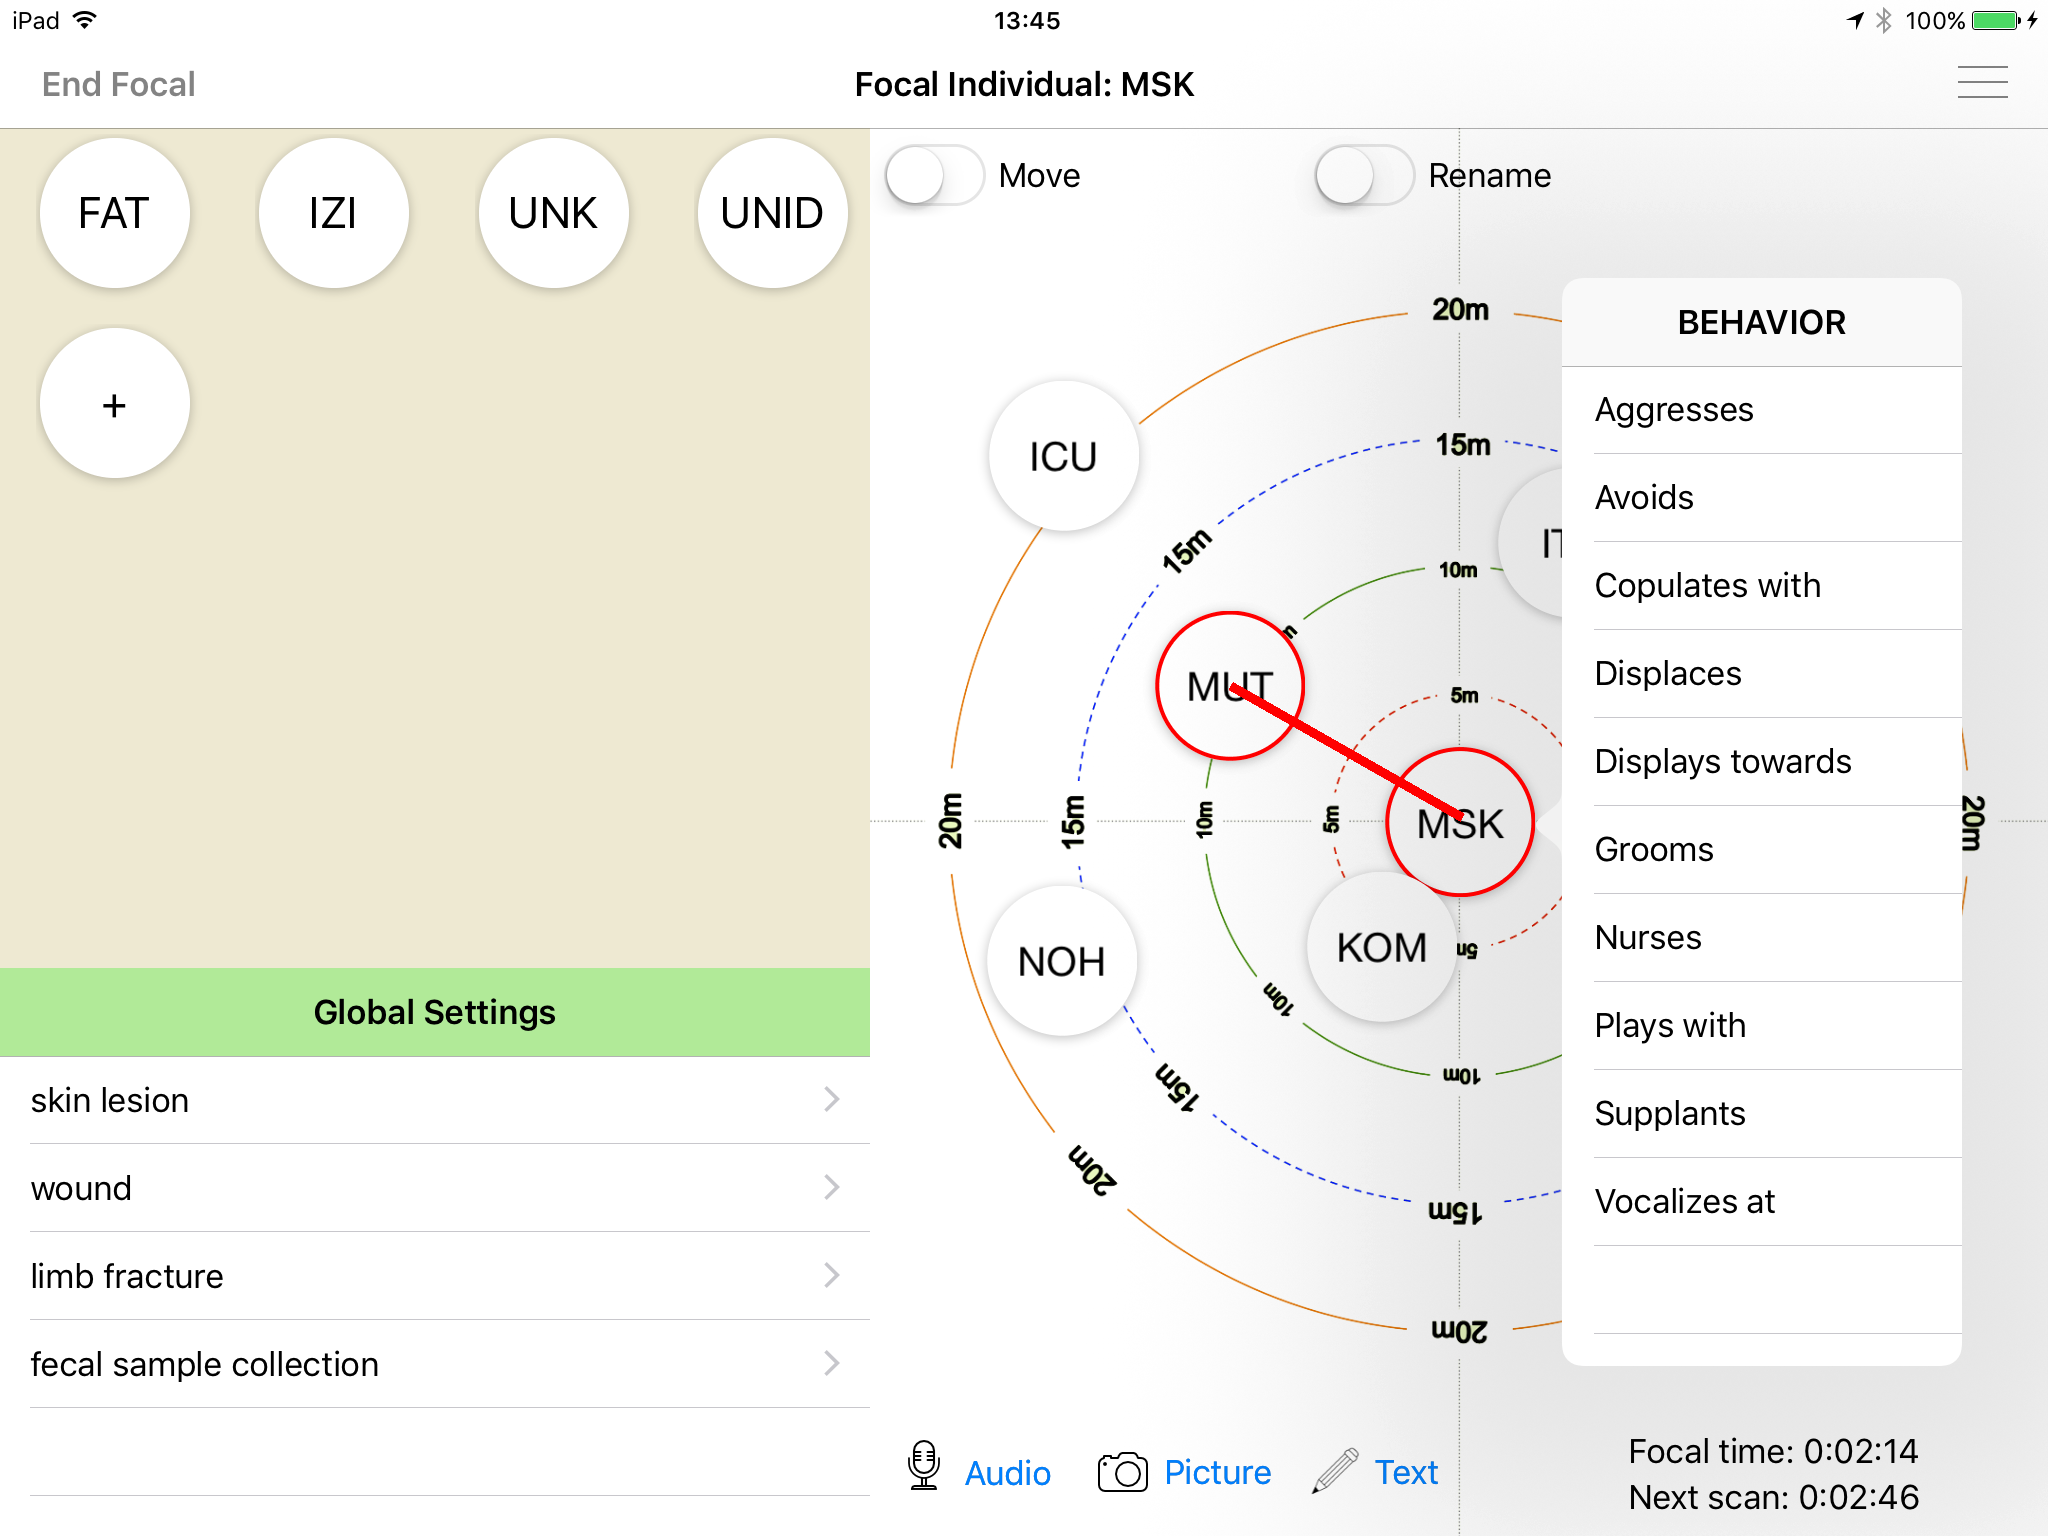 iPad 13:45 100%
End Focal
Focal Individual: MSK
FAT IZI UNK UNID
+
Global Settings
skin lesion
wound
limb fracture
fecal sample collection
Move Rename
20m
15m
ICU
15m
10m
MUT
5m
20m 15m 10m 5m MSK 20m
KOM
5m
NOH
10m
10m
15m
20m
15m
20m
BEHAVIOR
Aggresses
Avoids
Copulates with
Displaces
Displays towards
Grooms
Nurses
Plays with
Supplants
Vocalizes at
Audio Picture Text
Focal time: 0:02:14
Next scan: 0:02:46